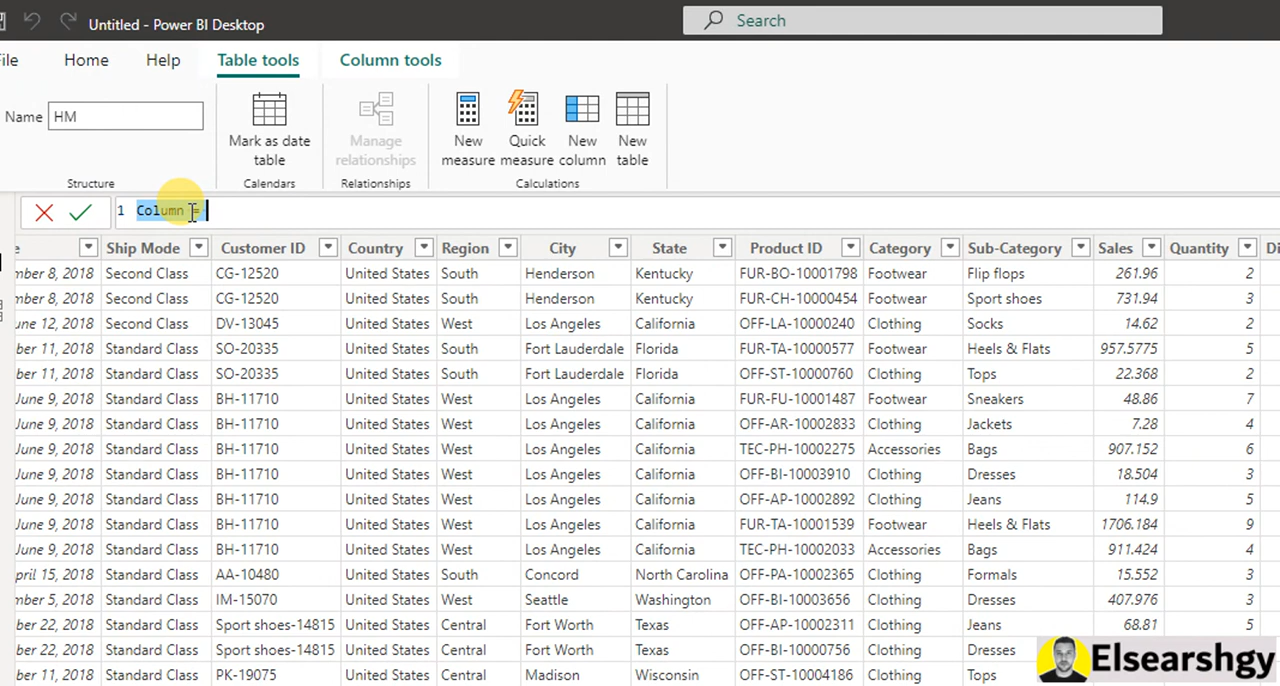 Untitled - Power BI Desktop
Search
File Home Help Table tools Column tools
Name HM
Mark as date table
Manage relationships
New measure
Quick measure
New column
New table
Structure Calendars Relationships Calculations
1 Column =
Ship Mode Customer ID Country Region City State Product ID Category Sub-Category Sales Quantity Di
mber 8, 2018 Second Class CG-12520 United States South Henderson Kentucky FUR-BO-10001798 Footwear Flip flops 261.96 2
mber 8, 2018 Second Class CG-12520 United States South Henderson Kentucky FUR-CH-10000454 Footwear Sport shoes 731.94 3
une 12, 2018 Second Class DV-13045 United States West Los Angeles California OFF-LA-10000240 Clothing Socks 14.62 2
ber 11, 2018 Standard Class SO-20335 United States South Fort Lauderdale Florida FUR-TA-10000577 Footwear Heels & Flats 957.5775 5
ber 11, 2018 Standard Class SO-20335 United States South Fort Lauderdale Florida OFF-ST-10000760 Clothing Tops 22.368 2
June 9, 2018 Standard Class BH-11710 United States West Los Angeles California FUR-FU-10001487 Footwear Sneakers 48.86 7
June 9, 2018 Standard Class BH-11710 United States West Los Angeles California OFF-AR-10002833 Clothing Jackets 7.28 4
June 9, 2018 Standard Class BH-11710 United States West Los Angeles California TEC-PH-10002275 Accessories Bags 907.152 6
June 9, 2018 Standard Class BH-11710 United States West Los Angeles California OFF-BI-10003910 Clothing Dresses 18.504 3
June 9, 2018 Standard Class BH-11710 United States West Los Angeles California OFF-AP-10002892 Clothing Jeans 114.9 5
June 9, 2018 Standard Class BH-11710 United States West Los Angeles California FUR-TA-10001539 Footwear Heels & Flats 1706.184 9
June 9, 2018 Standard Class BH-11710 United States West Los Angeles California TEC-PH-10002033 Accessories Bags 911.424 4
pril 15, 2018 Standard Class AA-10480 United States South Concord North Carolina OFF-PA-10002365 Clothing Formals 15.552 3
mber 5, 2018 Standard Class IM-15070 United States West Seattle Washington OFF-BI-10003656 Clothing Dresses 407.976 3
ber 22, 2018 Standard Class Sport shoes-14815 United States Central Fort Worth Texas OFF-AP-10002311 Clothing Jeans 68.81 5
ber 22, 2018 Standard Class Sport shoes-14815 United States Central Fort Worth Texas OFF-BI-10000756 Clothing Dresses
ber 11, 2018 Standard Class PK-19075 United States Central Madison Wisconsin OFF-ST-10004186 Clothing Tops
Elsearshgy